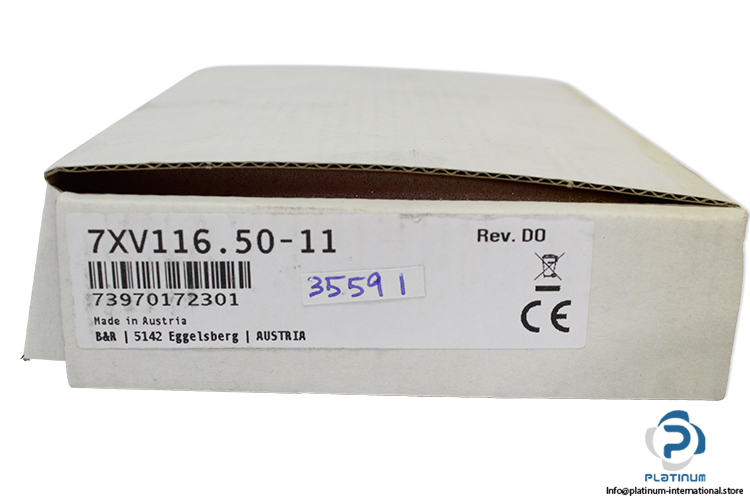 7XV116.50-11
Rev. D0
73970172301
35591
Made in Austria
B&R | 5142 Eggelsberg | AUSTRIA
CE
PLATINUM
Info@platinum-international.store